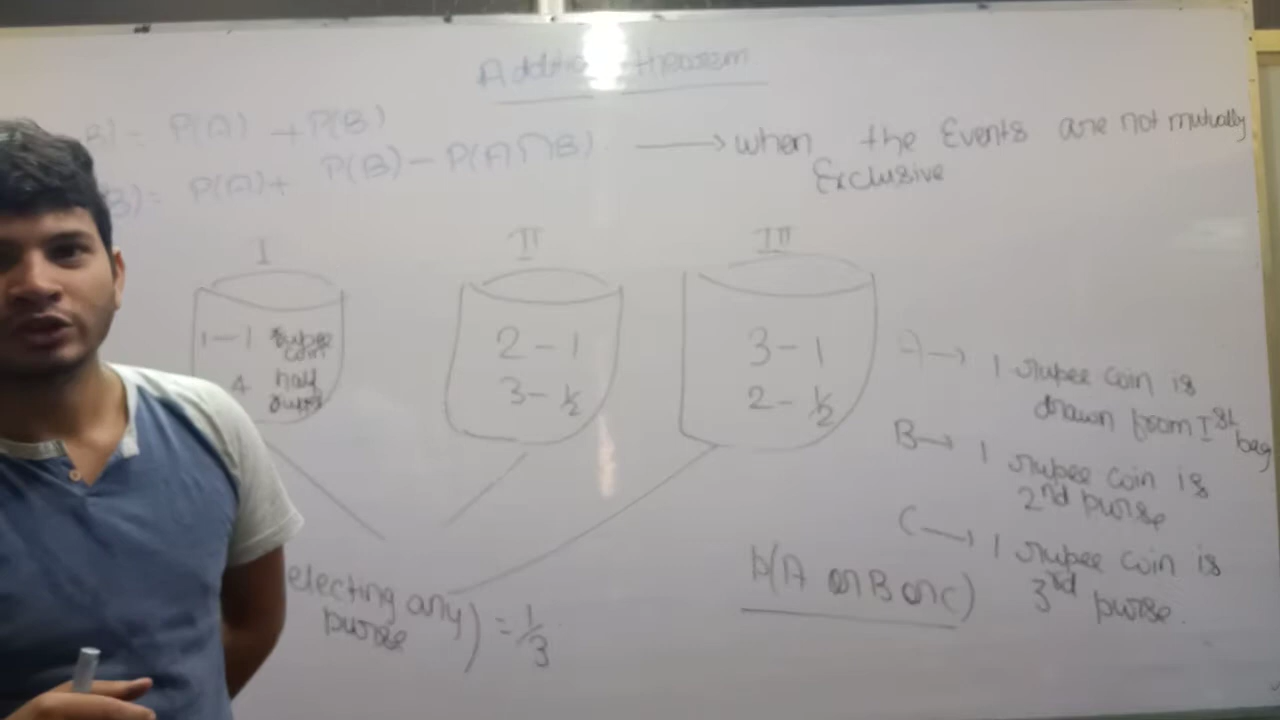 Addition theorem
B) = P(A) + P(B)
B) = P(A) + P(B) - P(A∩B) → when the Events are not mutually
Exclusive
I
II
III
1 - 1 rupee
coin
4 half
rupee
2 - 1
3 - 1/2
3 - 1
2 - 1/2
A → 1 rupee coin is
drawn from Ist bag
B → 1 rupee coin is
2nd purse
C → 1 rupee coin is
3rd purse.
electing any
purse) = 1/3
p(A or B or C)